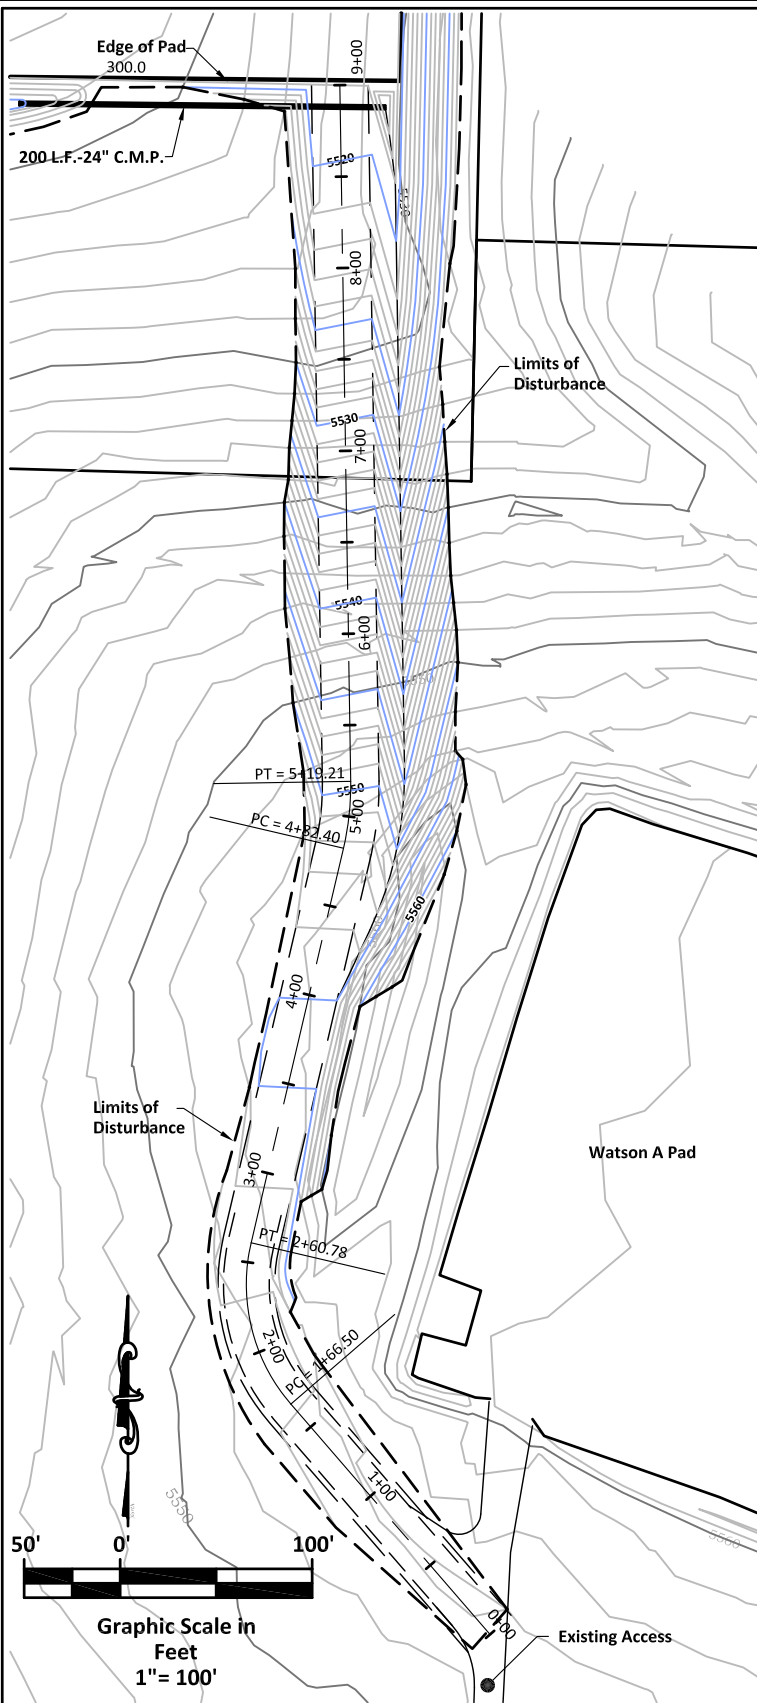 Edge of Pad
300.0
9+00
200 L.F.-24" C.M.P.
5520
8+00
Limits of
Disturbance
5530
7+00
5540
6+00
5550
PT = 5+19.21
5550
5+00
PC = 4+82.40
5560
4+00
Limits of
Disturbance
Watson A Pad
3+00
PT = 2+60.78
2+00
PC = 1+66.50
1+00
5550
5560
50' 0' 100'
0+00
Graphic Scale in
Feet
1"= 100'
Existing Access